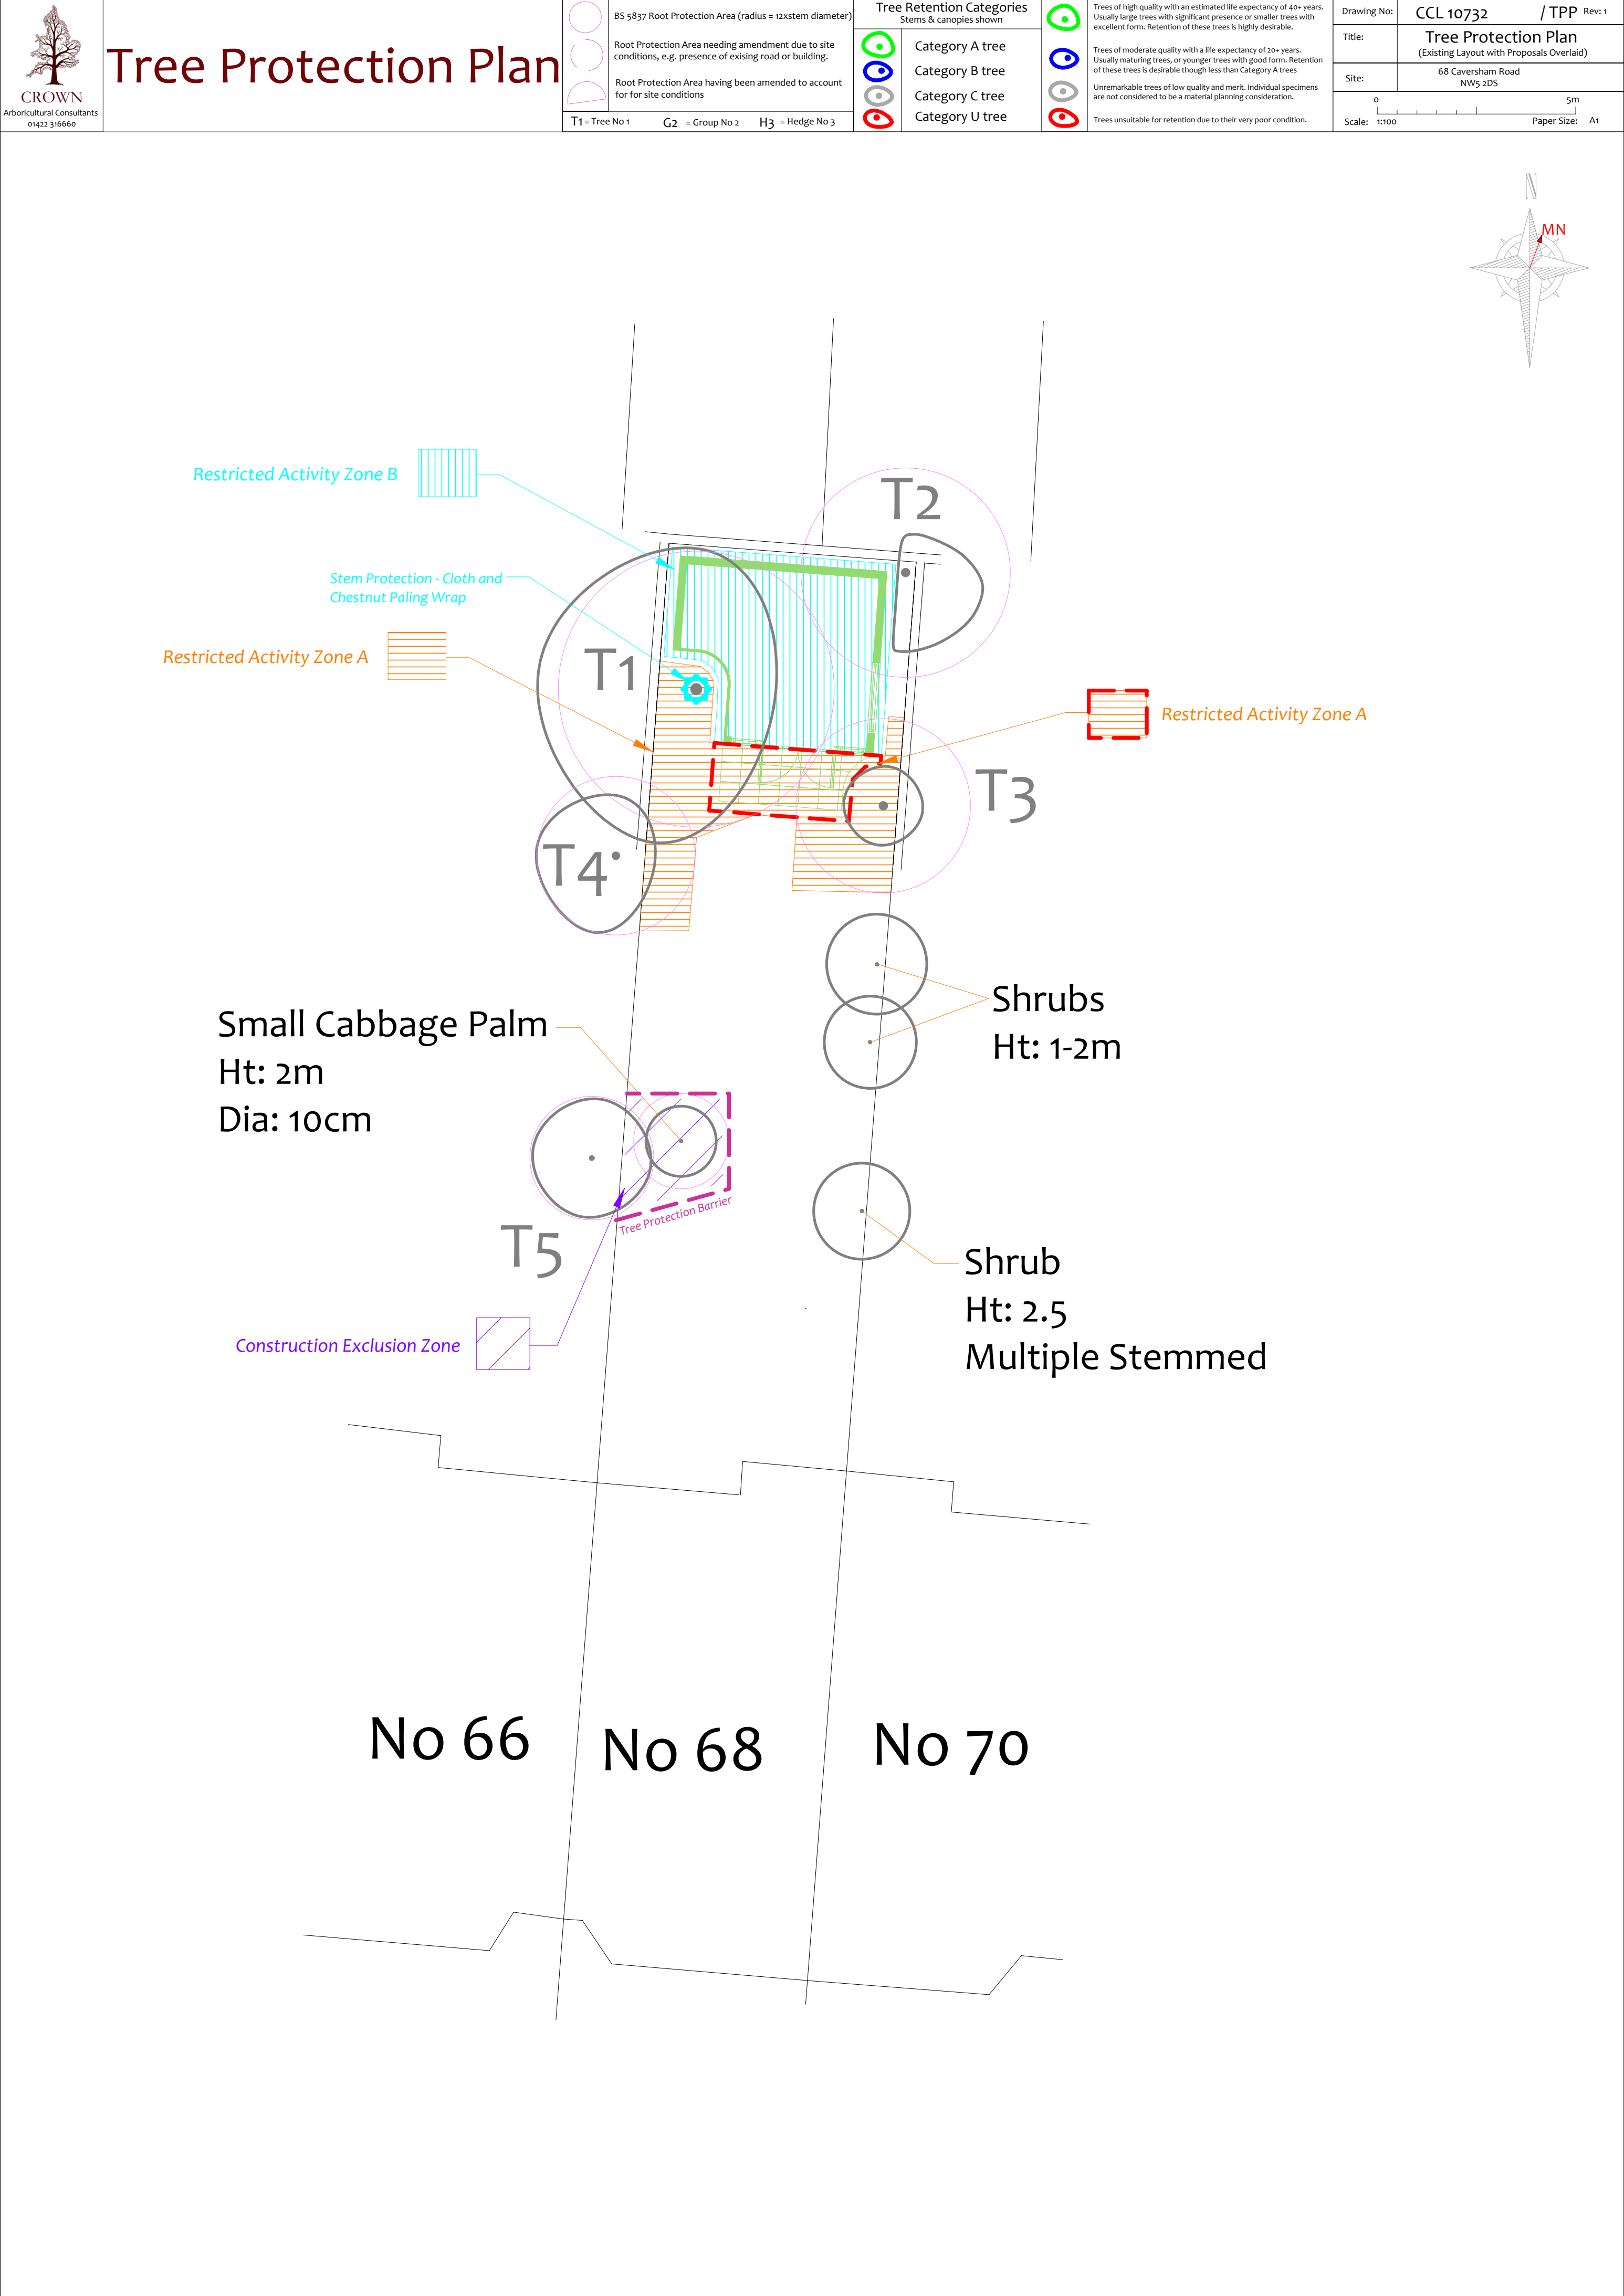 CROWN
Arboricultural Consultants
01422 316660
Tree Protection Plan
BS 5837 Root Protection Area (radius = 12xstem diameter)
Root Protection Area needing amendment due to site
conditions, e.g. presence of exising road or building.
Root Protection Area having been amended to account
for for site conditions
T1 = Tree No 1
G2 = Group No 2
H3 = Hedge No 3
Tree Retention Categories
Stems & canopies shown
Category A tree
Category B tree
Category C tree
Category U tree
Trees of high quality with an estimated life expectancy of 40+ years.
Usually large trees with significant presence or smaller trees with
excellent form. Retention of these trees is highly desirable.
Trees of moderate quality with a life expectancy of 20+ years.
Usually maturing trees, or younger trees with good form. Retention
of these trees is desirable though less than Category A trees
Unremarkable trees of low quality and merit. Individual specimens
are not considered to be a material planning consideration.
Trees unsuitable for retention due to their very poor condition.
Drawing No: CCL 10732 / TPP Rev: 1
Title: Tree Protection Plan
(Existing Layout with Proposals Overlaid)
Site: 68 Caversham Road
NW5 2DS
0 5m
Scale: 1:100 Paper Size: A1
N
MN
Restricted Activity Zone B
T2
Stem Protection - Cloth and
Chestnut Paling Wrap
Restricted Activity Zone A
T1
Restricted Activity Zone A
T3
T4
Small Cabbage Palm
Ht: 2m
Dia: 10cm
Shrubs
Ht: 1-2m
Tree Protection Barrier
T5
Shrub
Ht: 2.5
Multiple Stemmed
Construction Exclusion Zone
No 66
No 68
No 70